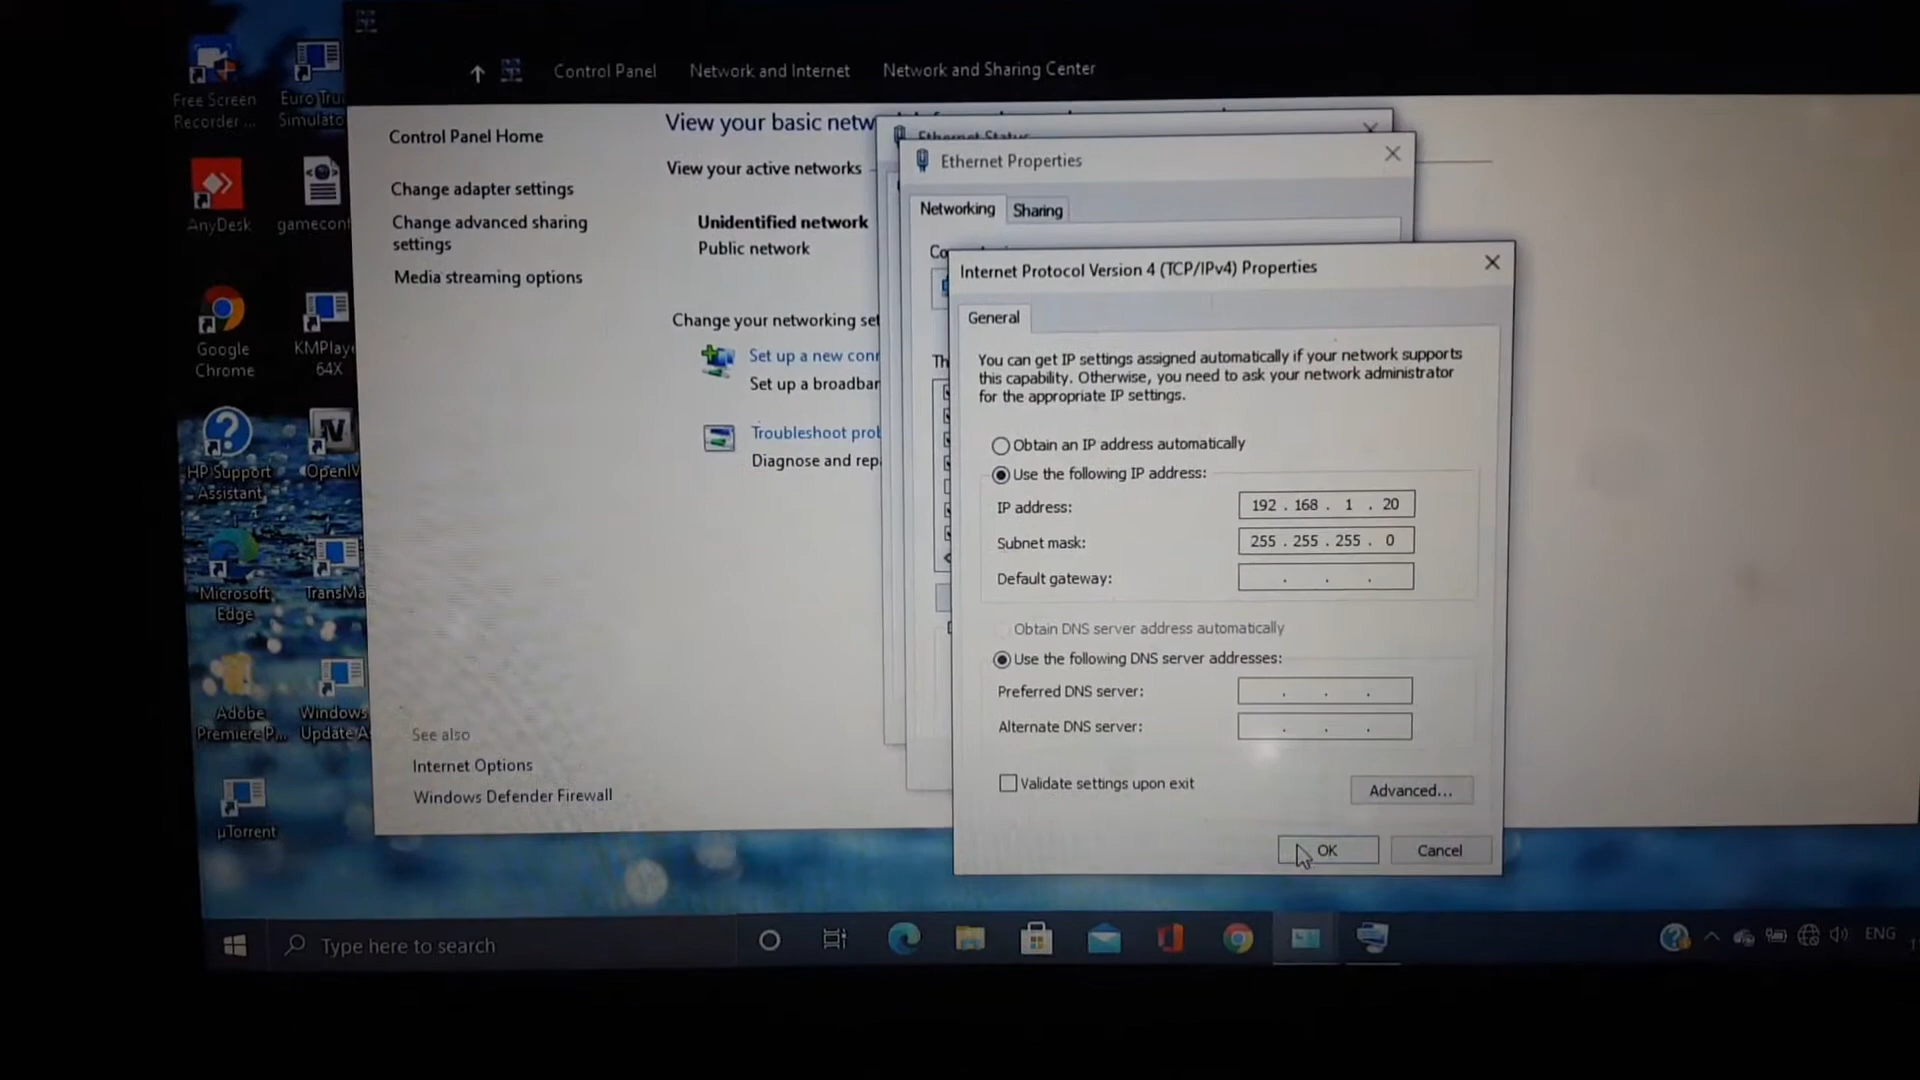 Control Panel
Network and Internet
Network and Sharing Center
Free Screen
Recorder ...
Euro Tru
Simulato
AnyDesk
gamecont
Google
Chrome
KMPlaye
64X
HP Support
Assistant
OpenIV
Microsoft
Edge
TransMa
Adobe
Premiere P...
Windows
Update A
µTorrent
Control Panel Home
Change adapter settings
Change advanced sharing
settings
Media streaming options
See also
Internet Options
Windows Defender Firewall
View your basic netw
View your active networks
Unidentified network
Public network
Change your networking set
Set up a new conn
Set up a broadban
Troubleshoot prob
Diagnose and repa
Ethernet Status
Ethernet Properties
Networking
Sharing
Co
Th
Internet Protocol Version 4 (TCP/IPv4) Properties
General
You can get IP settings assigned automatically if your network supports
this capability. Otherwise, you need to ask your network administrator
for the appropriate IP settings.
Obtain an IP address automatically
Use the following IP address:
IP address:
192 . 168 . 1 . 20
Subnet mask:
255 . 255 . 255 . 0
Default gateway:
. . .
Obtain DNS server address automatically
Use the following DNS server addresses:
Preferred DNS server:
. . .
Alternate DNS server:
. . .
Validate settings upon exit
Advanced...
OK
Cancel
Type here to search
ENG